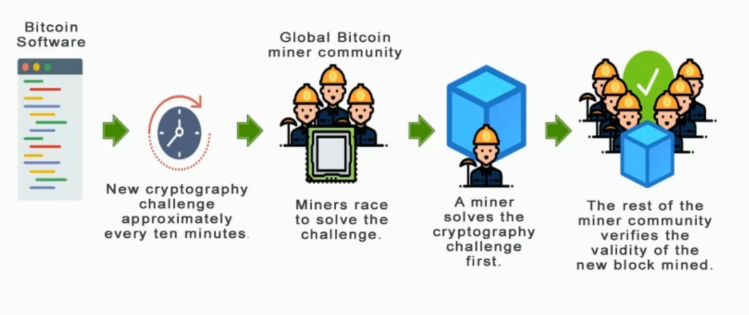 Bitcoin
Software
New cryptography
challenge
approximately
every ten minutes.
Global Bitcoin
miner community
Miners race
to solve the
challenge.
A miner
solves the
cryptography
challenge
first.
The rest of the
miner community
verifies the
validity of the
new block mined.